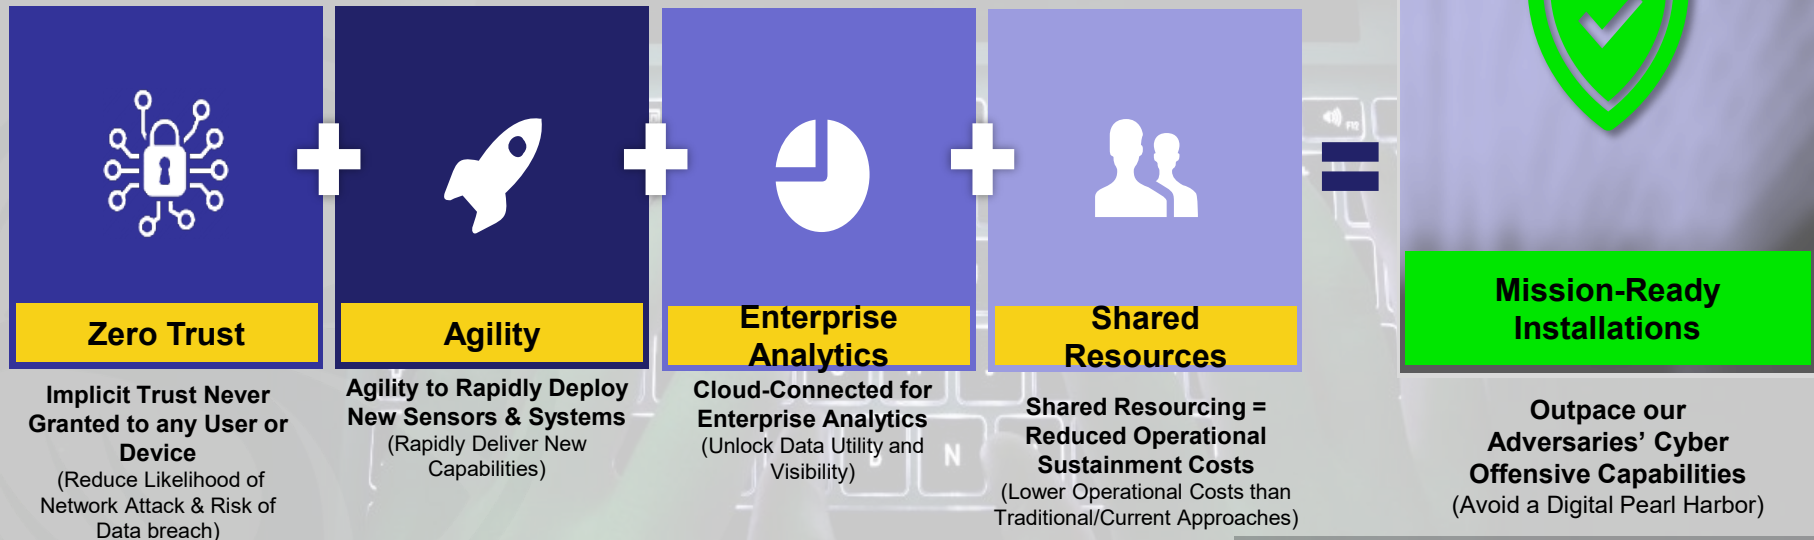 Zero Trust
Implicit Trust Never
Granted to any User or
Device
(Reduce Likelihood of
Network Attack & Risk of
Data breach)
Agility
Agility to Rapidly Deploy
New Sensors & Systems
(Rapidly Deliver New
Capabilities)
Enterprise
Analytics
Cloud-Connected for
Enterprise Analytics
(Unlock Data Utility and
Visibility)
Shared
Resources
Shared Resourcing =
Reduced Operational
Sustainment Costs
(Lower Operational Costs than
Traditional/Current Approaches)
Mission-Ready
Installations
Outpace our
Adversaries’ Cyber
Offensive Capabilities
(Avoid a Digital Pearl Harbor)
F12
B
N